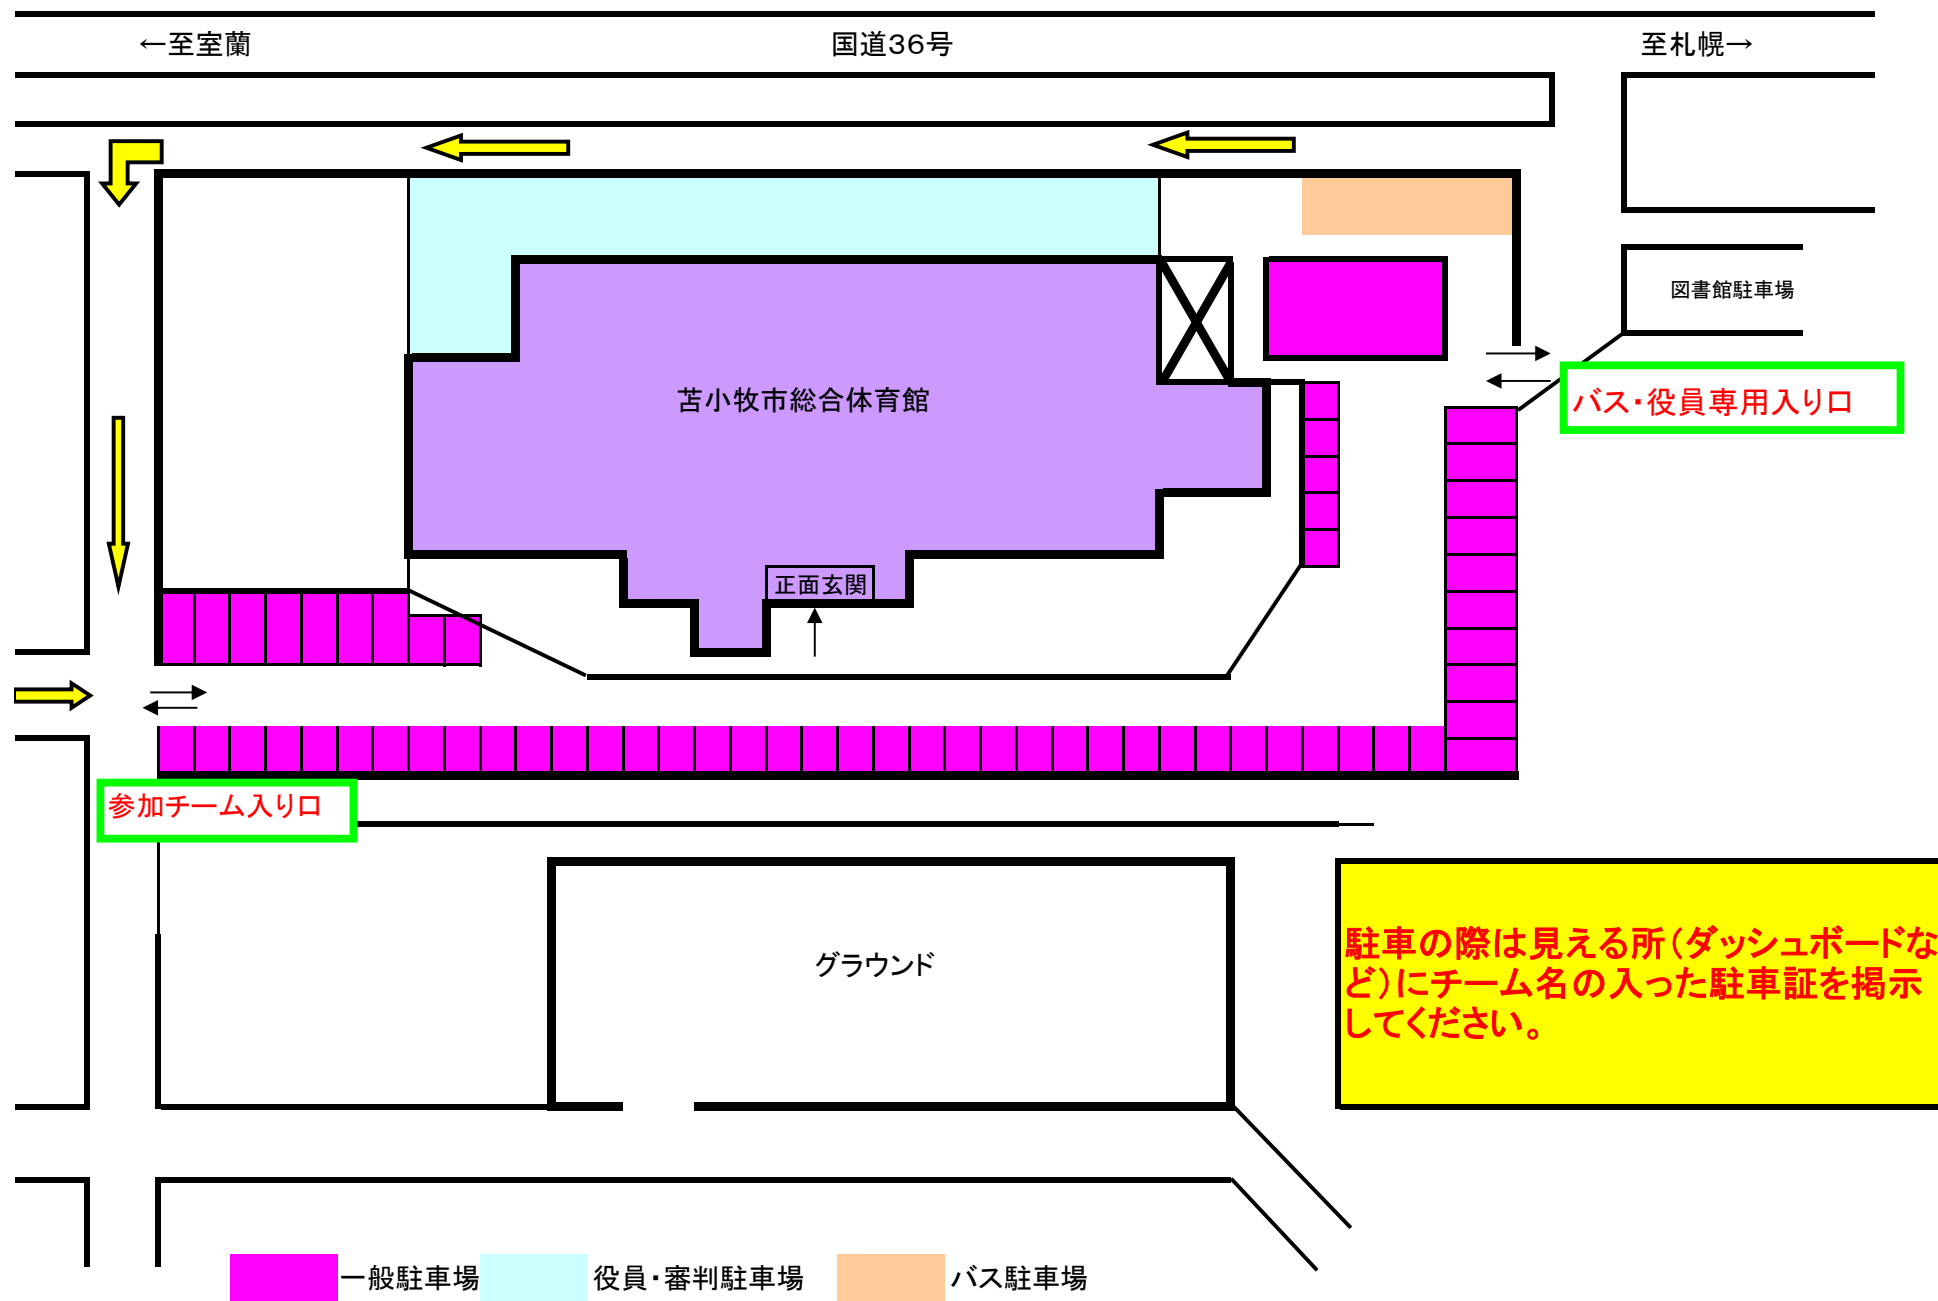 ←至室蘭
国道36号
至札幌→
図書館駐車場
バス・役員専用入り口
苫小牧市総合体育館
正面玄関
参加チーム入り口
グラウンド
駐車の際は見える所(ダッシュボードな
ど)にチーム名の入った駐車証を掲示
してください。
一般駐車場
役員・審判駐車場
バス駐車場